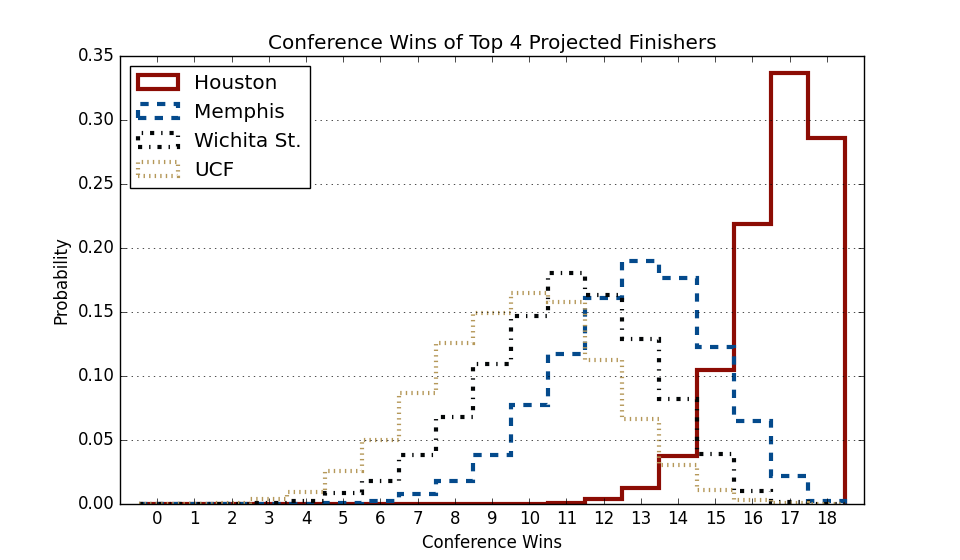 Conference Wins of Top 4 Projected Finishers
0.35
0.30
0.25
0.20
0.15
0.10
0.05
0.00
Probability
Houston
Memphis
Wichita St.
UCF
0 1 2 3 4 5 6 7 8 9 10 11 12 13 14 15 16 17 18
Conference Wins